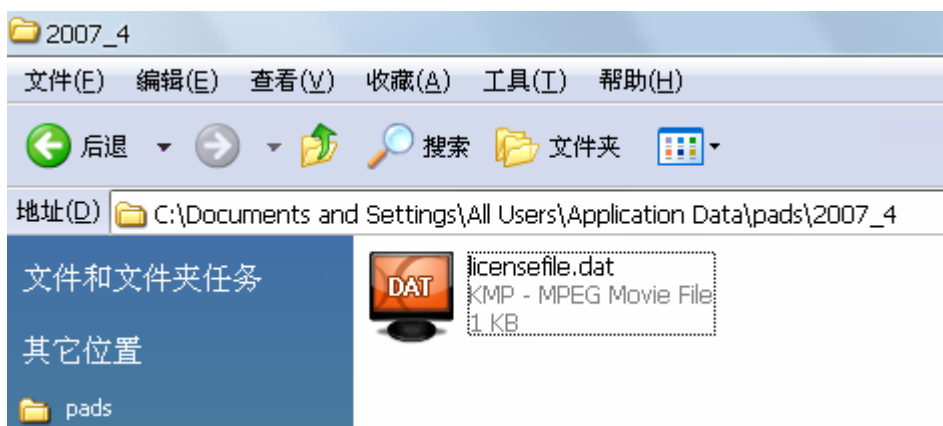 2007_4
文件(F) 编辑(E) 查看(V) 收藏(A) 工具(T) 帮助(H)
后退 搜索 文件夹
地址(D) C:\Documents and Settings\All Users\Application Data\pads\2007_4
文件和文件夹任务
其它位置
pads
DAT
licensefile.dat
KMP - MPEG Movie File
1 KB